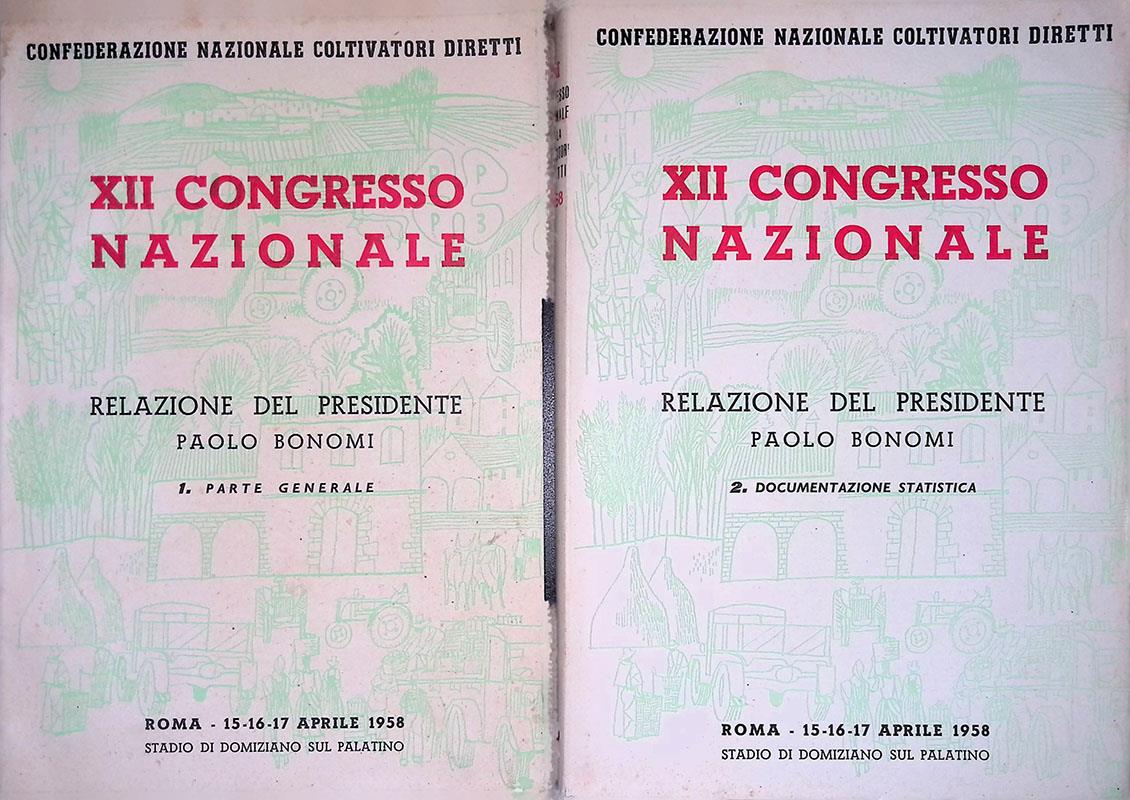 CONFEDERAZIONE NAZIONALE COLTIVATORI DIRETTI
XII CONGRESSO
NAZIONALE
RELAZIONE DEL PRESIDENTE
PAOLO BONOMI
1. PARTE GENERALE
ROMA - 15-16-17 APRILE 1958
STADIO DI DOMIZIANO SUL PALATINO
CONFEDERAZIONE NAZIONALE COLTIVATORI DIRETTI
XII CONGRESSO
NAZIONALE
RELAZIONE DEL PRESIDENTE
PAOLO BONOMI
2. DOCUMENTAZIONE STATISTICA
ROMA - 15-16-17 APRILE 1958
STADIO DI DOMIZIANO SUL PALATINO